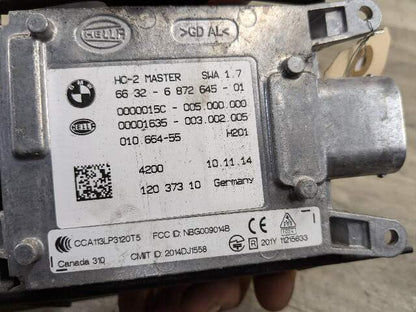 HELLA
>GD AL<
HC-2 MASTER SWA 1.7
66 32 - 6 872 645 - 01
0000015C - 005.000.000
HELLA 00001635 - 003.002.005
010.664-55 H201
4200 10.11.14
120 373 10 Germany
CCA113LP3120T5 FCC ID: NBG009014B
Canada 310 CMIIT ID: 2014DJ1558
CE
R 201Y 11215833